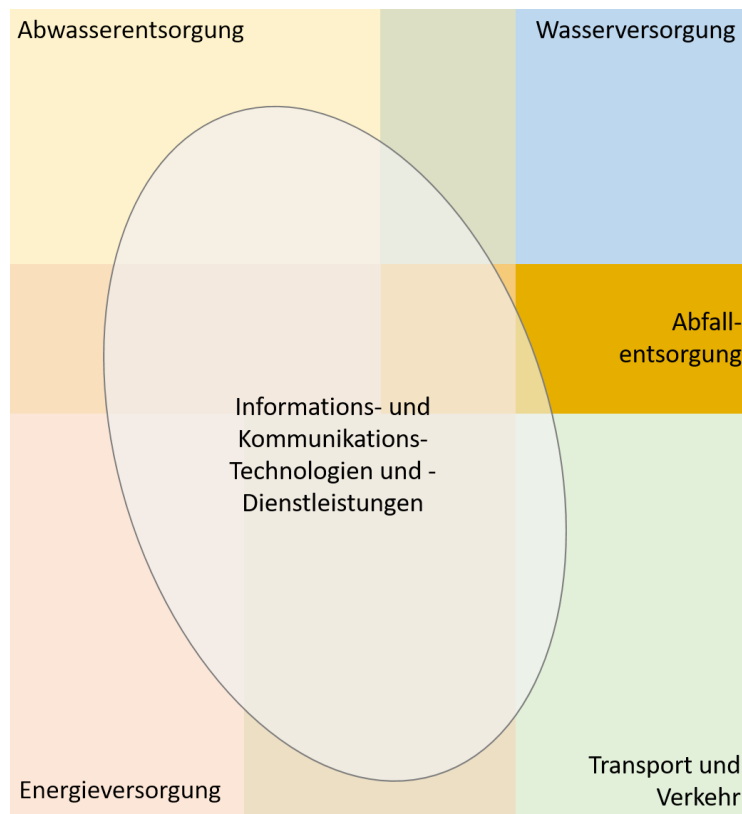 Abwasserentsorgung
Wasserversorgung
Abfall-
entsorgung
Informations- und
Kommunikations-
Technologien und -
Dienstleistungen
Transport und
Verkehr
Energieversorgung